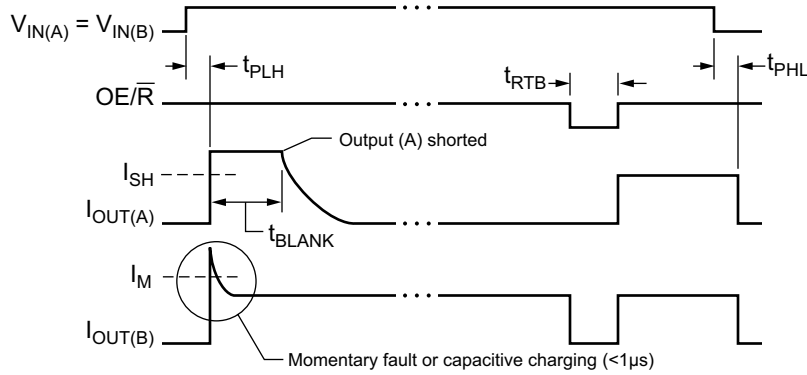 V_IN(A) = V_IN(B)
t_PLH
t_RTB
t_PHL
OE/R̅
Output (A) shorted
I_SH
I_OUT(A)
t_BLANK
I_M
I_OUT(B)
Momentary fault or capacitive charging (<1µs)